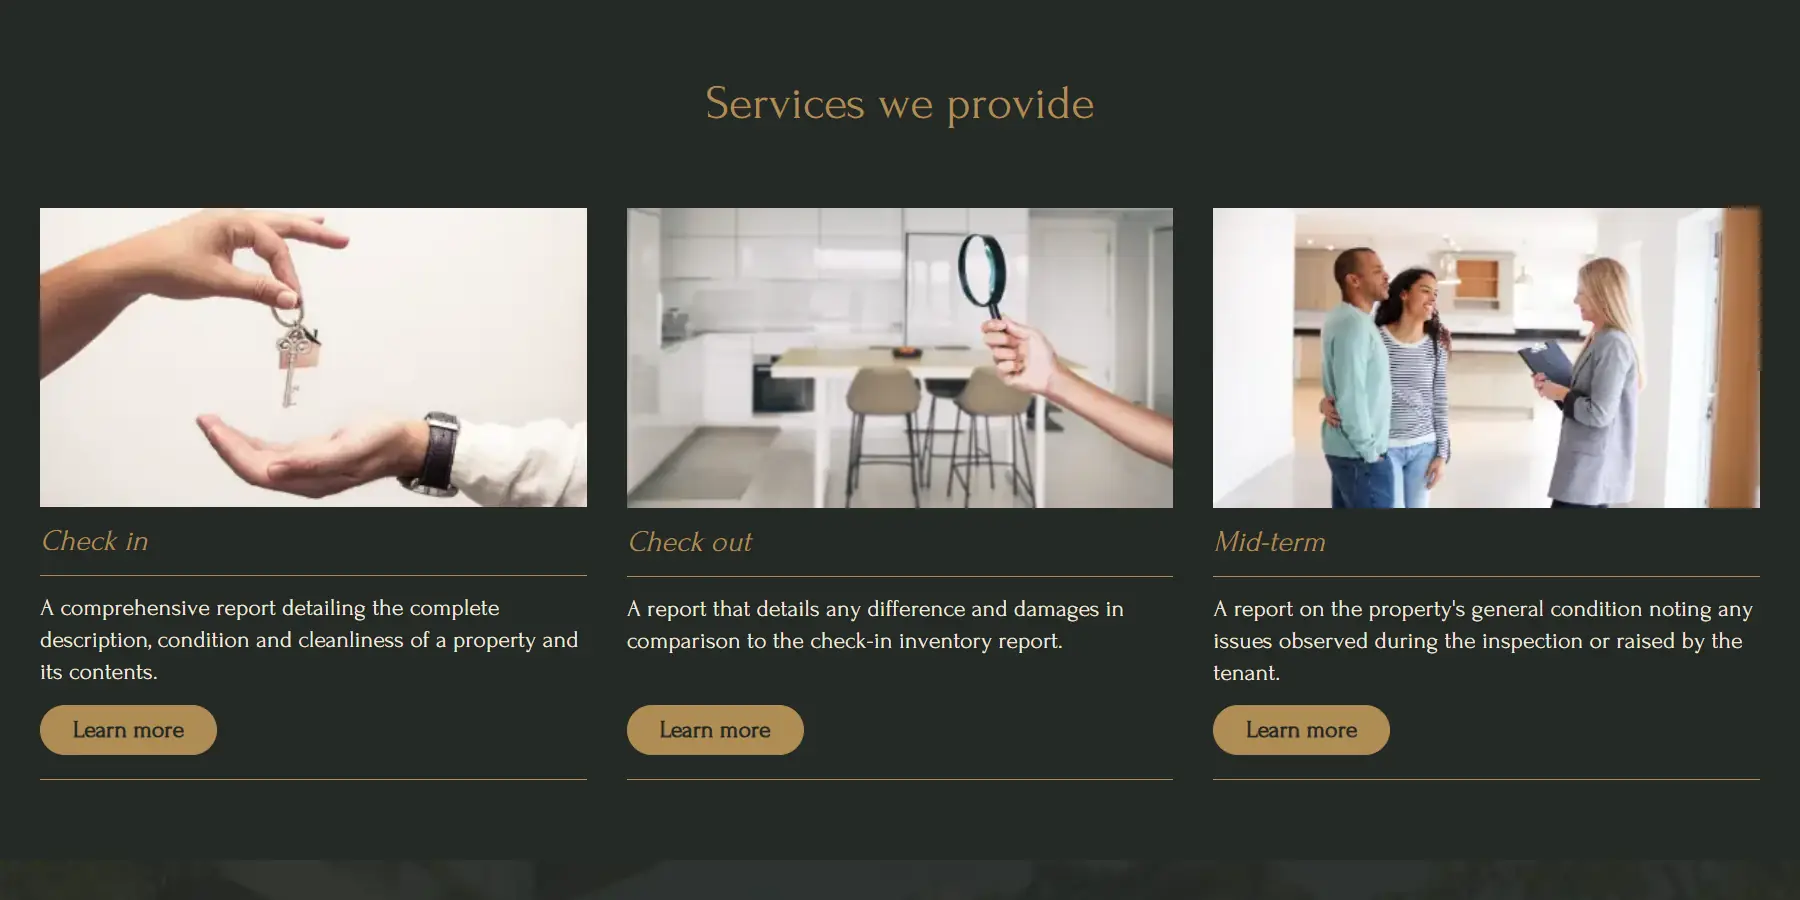 Services we provide
Check in
A comprehensive report detailing the complete
description, condition and cleanliness of a property and
its contents.
Learn more
Check out
A report that details any difference and damages in
comparison to the check-in inventory report.
Learn more
Mid-term
A report on the property's general condition noting any
issues observed during the inspection or raised by the
tenant.
Learn more